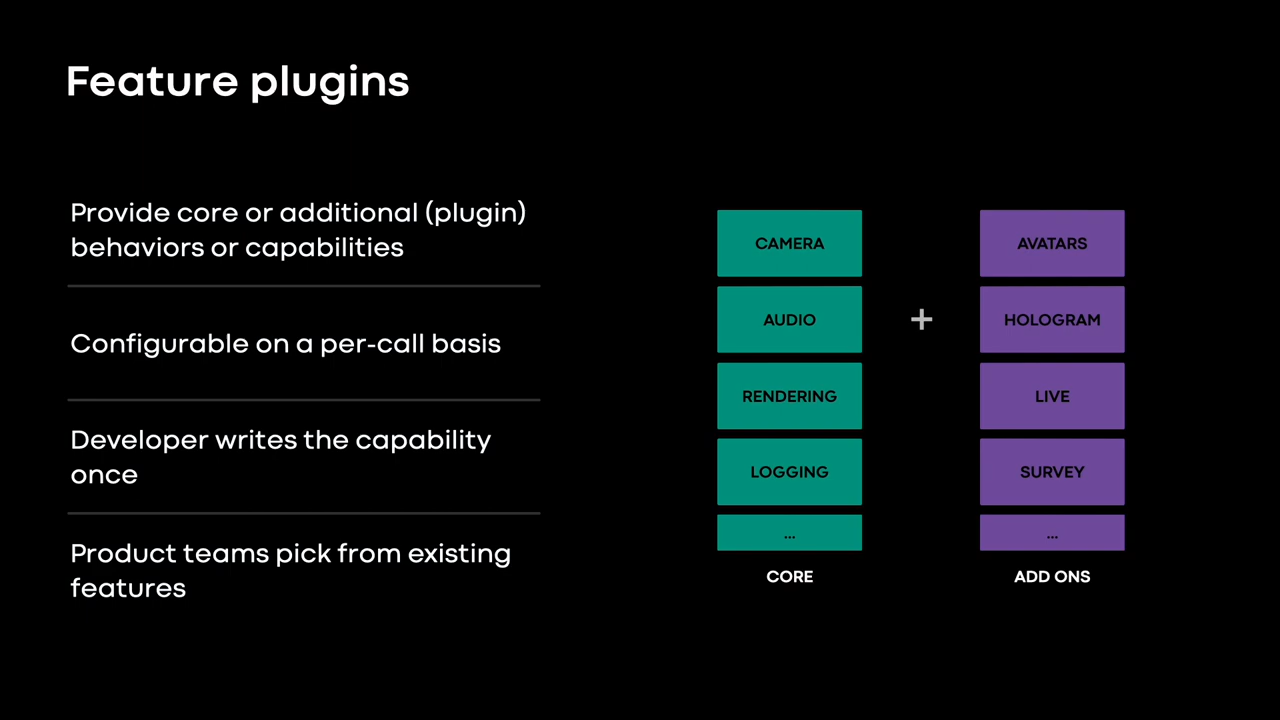 Feature plugins
Provide core or additional (plugin)
behaviors or capabilities
Configurable on a per-call basis
Developer writes the capability
once
Product teams pick from existing
features
CAMERA
AUDIO
RENDERING
LOGGING
...
CORE
+
AVATARS
HOLOGRAM
LIVE
SURVEY
...
ADD ONS